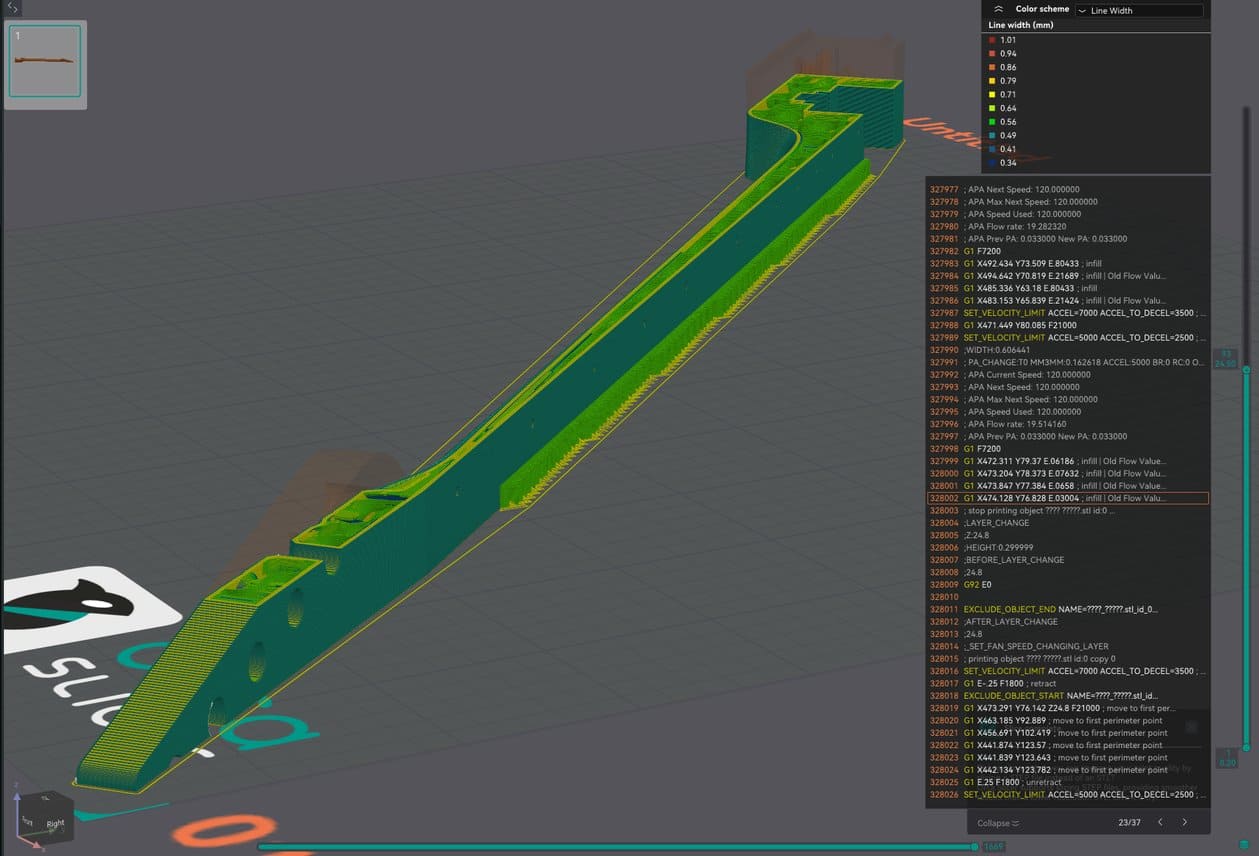 1
Color scheme
Line Width
Line width (mm)
1.01
0.94
0.86
0.79
0.71
0.64
0.56
0.49
0.41
0.34
327977 ; APA Next Speed: 120.000000
327978 ; APA Max Next Speed: 120.000000
327979 ; APA Speed Used: 120.000000
327980 ; APA Flow rate: 19.282320
327981 ; APA Prev PA: 0.033000 New PA: 0.033000
327982 G1 F7200
327983 G1 X492.434 Y73.509 E.80433 ; infill
327984 G1 X494.642 Y70.819 E.21689 ; infill | Old Flow Valu...
327985 G1 X485.336 Y63.18 E.80433 ; infill
327986 G1 X483.153 Y65.839 E.21424 ; infill | Old Flow Valu...
327987 SET_VELOCITY_LIMIT ACCEL=7000 ACCEL_TO_DECEL=3500 ; ...
327988 G1 X471.449 Y80.085 F21000
327989 SET_VELOCITY_LIMIT ACCEL=5000 ACCEL_TO_DECEL=2500 ; ...
327990 ;WIDTH:0.606441
327991 ; PA_CHANGE:T0 MM3MM:0.162618 ACCEL:5000 BR:0 RC:0 O...
327992 ; APA Current Speed: 120.000000
327993 ; APA Next Speed: 120.000000
327994 ; APA Max Next Speed: 120.000000
327995 ; APA Speed Used: 120.000000
327996 ; APA Flow rate: 19.514160
327997 ; APA Prev PA: 0.033000 New PA: 0.033000
327998 G1 F7200
327999 G1 X472.311 Y79.37 E.06186 ; infill | Old Flow Value...
328000 G1 X473.204 Y78.373 E.07632 ; infill | Old Flow Valu...
328001 G1 X473.847 Y77.384 E.0658 ; infill | Old Flow Value...
328002 G1 X474.128 Y76.828 E.03004 ; infill | Old Flow Valu...
328003 ; stop printing object ???? ?????.stl id:0 ...
328004 ;LAYER_CHANGE
328005 ;Z:24.8
328006 ;HEIGHT:0.299999
328007 ;BEFORE_LAYER_CHANGE
328008 ;24.8
328009 G92 E0
328010
328011 EXCLUDE_OBJECT_END NAME=????_?????.stl_id_0...
328012 ;AFTER_LAYER_CHANGE
328013 ;24.8
328014 ;_SET_FAN_SPEED_CHANGING_LAYER
328015 ; printing object ???? ?????.stl id:0 copy 0
328016 SET_VELOCITY_LIMIT ACCEL=7000 ACCEL_TO_DECEL=3500 ; ...
328017 G1 E-.25 F1800 ; retract
328018 EXCLUDE_OBJECT_START NAME=????_?????.stl_id...
328019 G1 X473.291 Y76.142 Z24.8 F21000 ; move to first per...
328020 G1 X463.185 Y92.889 ; move to first perimeter point
328021 G1 X456.691 Y102.419 ; move to first perimeter point
328022 G1 X441.874 Y123.57 ; move to first perimeter point
328023 G1 X441.839 Y123.643 ; move to first perimeter point
328024 G1 X442.134 Y123.782 ; move to first perimeter point
328025 G1 E.25 F1800 ; unretract
328026 SET_VELOCITY_LIMIT ACCEL=5000 ACCEL_TO_DECEL=2500 ; ...
Collapse
23/37
1
0.20
1669
Right